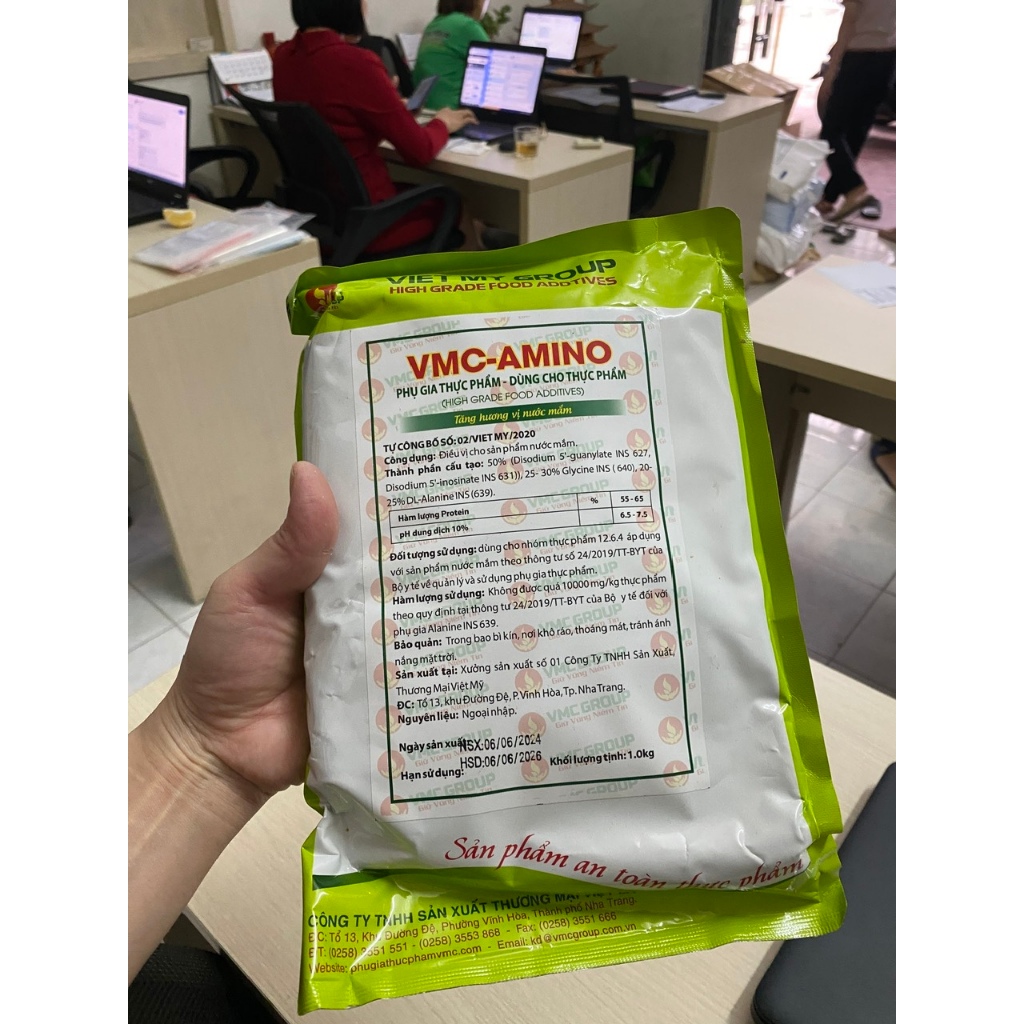 VIET MY GROUP
HIGH GRADE FOOD ADDTIVES
VMC-AMINO
PHỤ GIA THỰC PHẨM - DÙNG CHO THỰC PHẨM
(HIGH GRADE FOOD ADDITIVES)
Tăng hương vị nước mắm
TỰ CÔNG BỐ SỐ: 02/VIET MY/2020
Công dụng: Điều vị cho sản phẩm nước mắm.
Thành phần cấu tạo: 50% (Disodium 5'-guanylate INS 627,
Disodium 5'-inosinate INS 631)), 25- 30% Glycine INS ( 640), 20-
25% DL-Alanine INS (639).
Hàm lượng Protein % 55 - 65
pH dung dịch 10% 6.5 - 7.5
Đối tượng sử dụng: dùng cho nhóm thực phẩm 12.6.4 áp dụng
với sản phẩm nước mắm theo thông tư số 24/2019/TT-BYT của
Bộ y tế về quản lý và sử dụng phụ gia thực phẩm.
Hàm lượng sử dụng: Không được quá 10000 mg/kg thực phẩm
theo quy định tại thông tư 24/2019/TT-BYT của Bộ y tế đối với
phụ gia Alanine INS 639.
Bảo quản: Trong bao bì kín, nơi khô ráo, thoáng mát, tránh ánh
nắng mặt trời.
Sản xuất tại: Xưởng sản xuất số 01 Công Ty TNHH Sản Xuất,
Thương Mại Việt Mỹ
ĐC: Tổ 13, khu Đường Đệ, P. Vĩnh Hòa, Tp. Nha Trang.
Nguyên liệu: Ngoại nhập.
Ngày sản xuất: NSX:06/06/2024
Hạn sử dụng: HSD:06/06/2026 Khối lượng tịnh: 1.0kg
Sản phẩm an toàn thực phẩm
CÔNG TY TNHH SẢN XUẤT THƯƠNG MẠI
ĐC: Tổ 13, Khu Đường Đệ, Phường Vĩnh Hòa, Thành phố Nha Trang.
ĐT: (0258) 3551 551 - (0258) 3553 868 - Fax: (0258) 3551 666
Website: phugiathucphamvmc.com - Email: kd@vmcgroup.com.vn